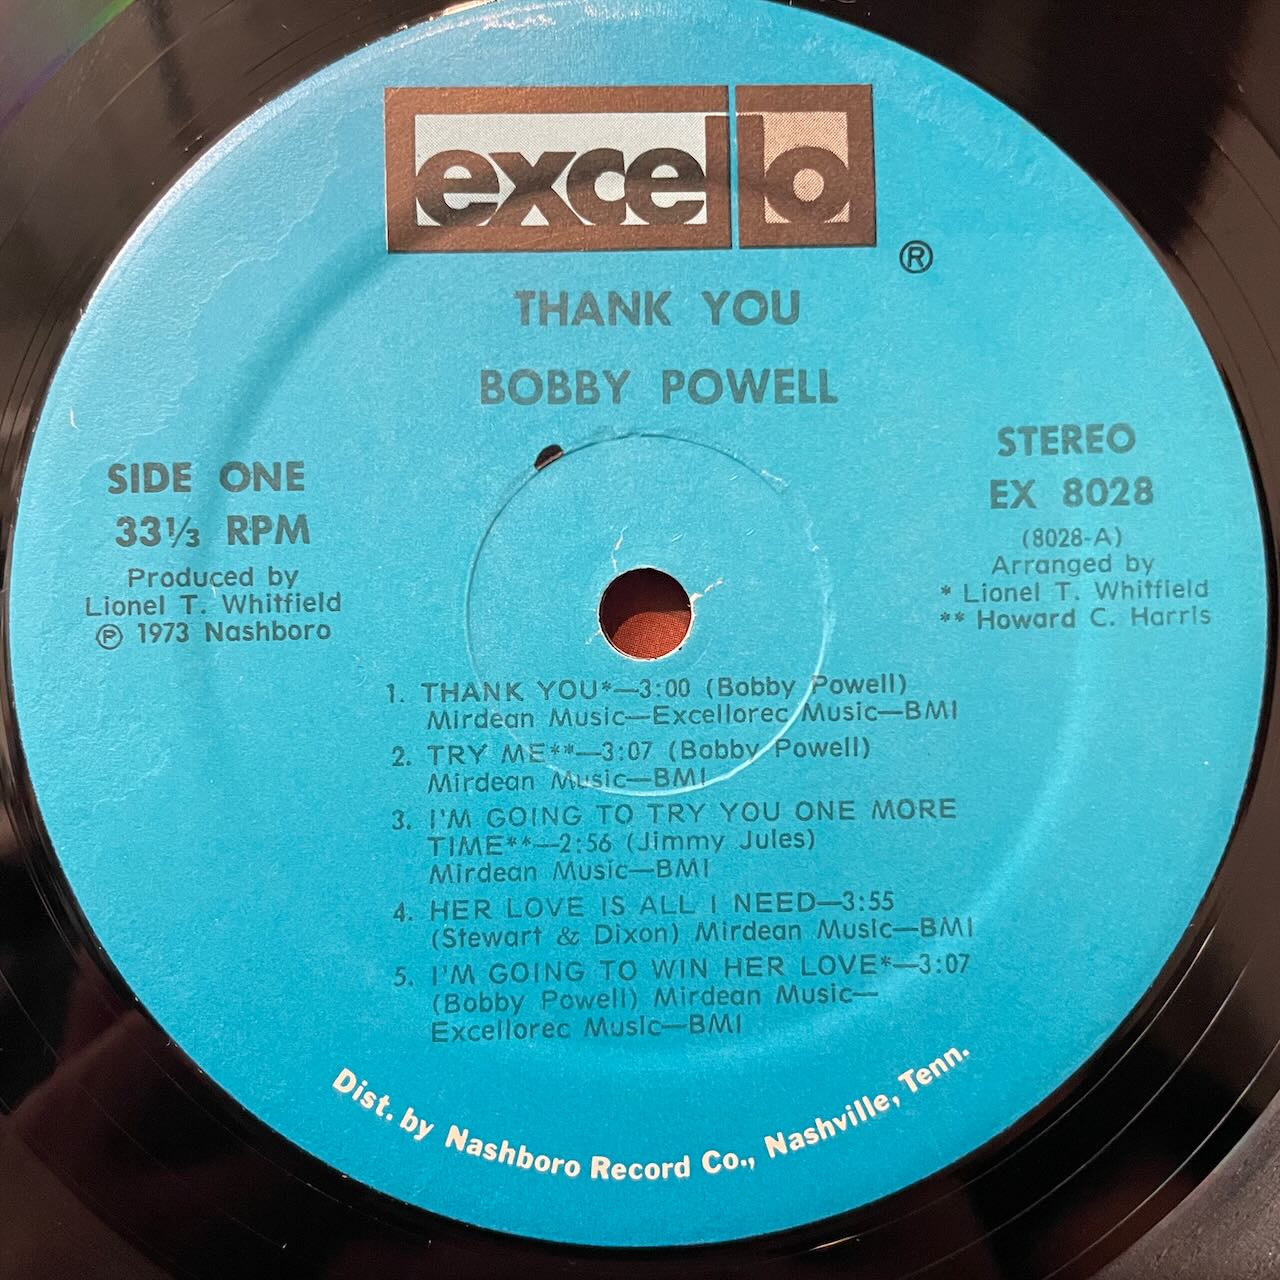 excello
®
THANK YOU
BOBBY POWELL
SIDE ONE
33⅓ RPM
Produced by
Lionel T. Whitfield
℗ 1973 Nashboro
STEREO
EX 8028
(8028-A)
Arranged by
* Lionel T. Whitfield
** Howard C. Harris
1. THANK YOU*—3:00 (Bobby Powell)
Mirdean Music—Excellorec Music—BMI
2. TRY ME**—3:07 (Bobby Powell)
Mirdean Music—BMI
3. I'M GOING TO TRY YOU ONE MORE
TIME**—2:56 (Jimmy Jules)
Mirdean Music—BMI
4. HER LOVE IS ALL I NEED—3:55
(Stewart & Dixon) Mirdean Music—BMI
5. I'M GOING TO WIN HER LOVE*—3:07
(Bobby Powell) Mirdean Music—
Excellorec Music—BMI
Dist. by Nashboro Record Co., Nashville, Tenn.